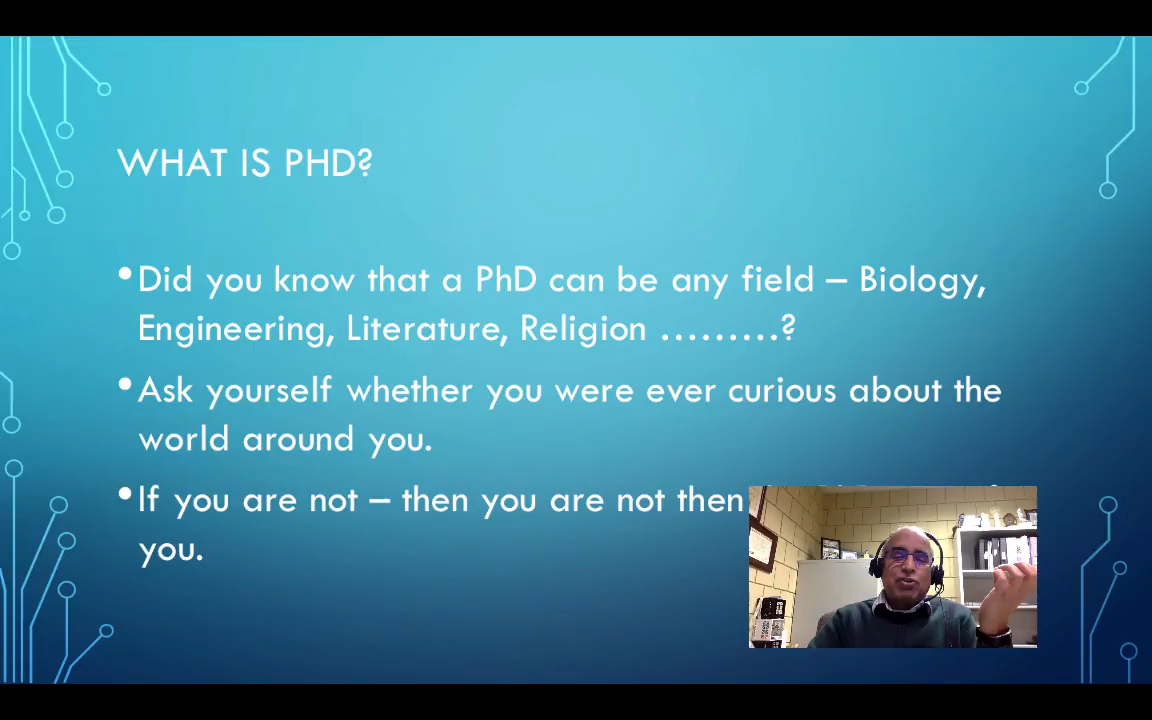 WHAT IS PHD?
•Did you know that a PhD can be any field – Biology,
Engineering, Literature, Religion ………?
•Ask yourself whether you were ever curious about the
world around you.
•If you are not – then you are not then
you.